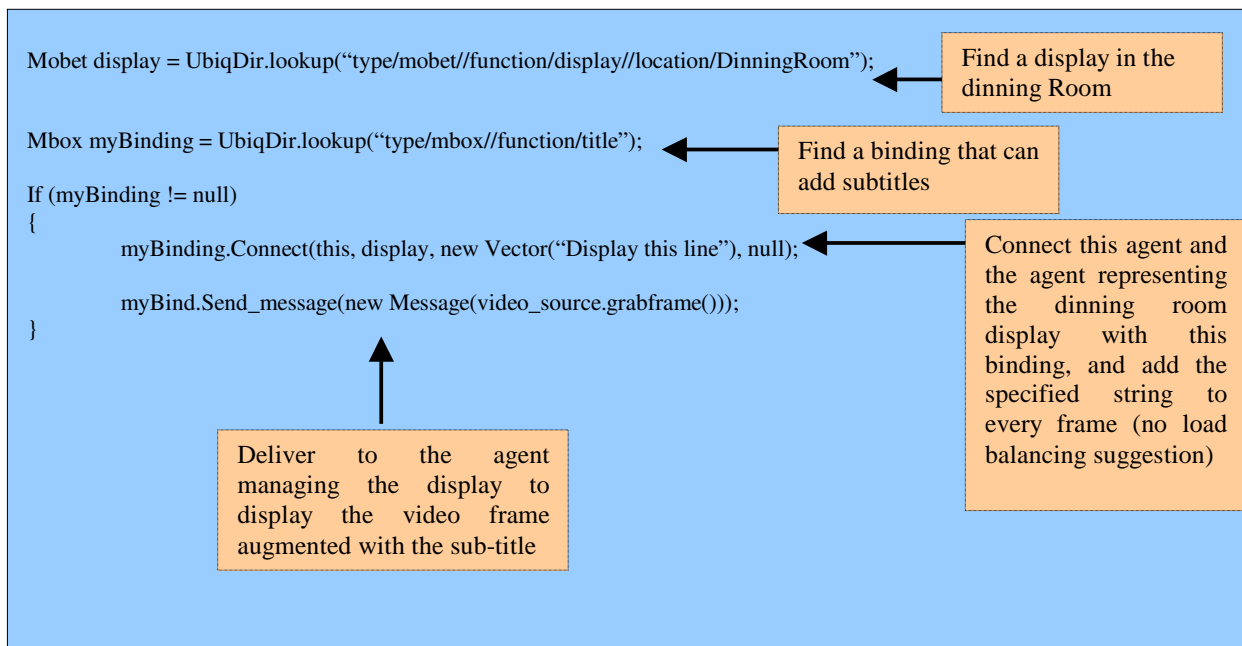 Mobet display = UbiqDir.lookup(“type/mobet//function/display//location/DinningRoom”);
Find a display in the
dinning Room
Mbox myBinding = UbiqDir.lookup(“type/mbox//function/title”);
Find a binding that can
add subtitles
If (myBinding != null)
{
myBinding.Connect(this, display, new Vector(“Display this line”), null);
Connect this agent and
the agent representing
the dinning room
display with this
binding, and add the
specified string to
every frame (no load
balancing suggestion)
myBind.Send_message(new Message(video_source.grabframe()));
}
Deliver to the agent
managing the display to
display the video frame
augmented with the sub-title